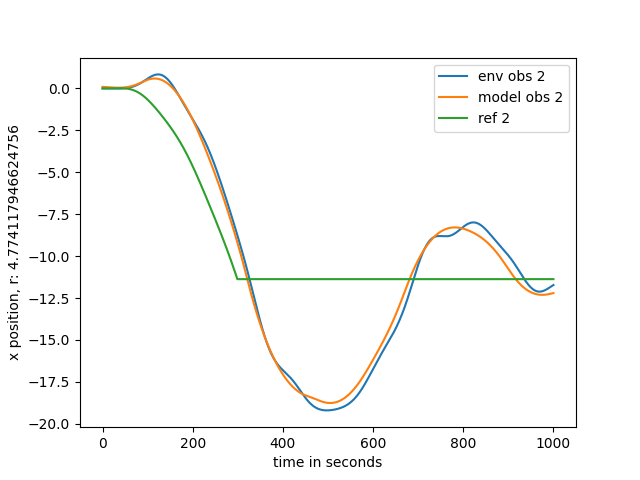 0.0
−2.5
−5.0
−7.5
−10.0
−12.5
−15.0
−17.5
−20.0
x position, r: 4.774117946624756
0 200 400 600 800 1000
time in seconds
env obs 2
model obs 2
ref 2